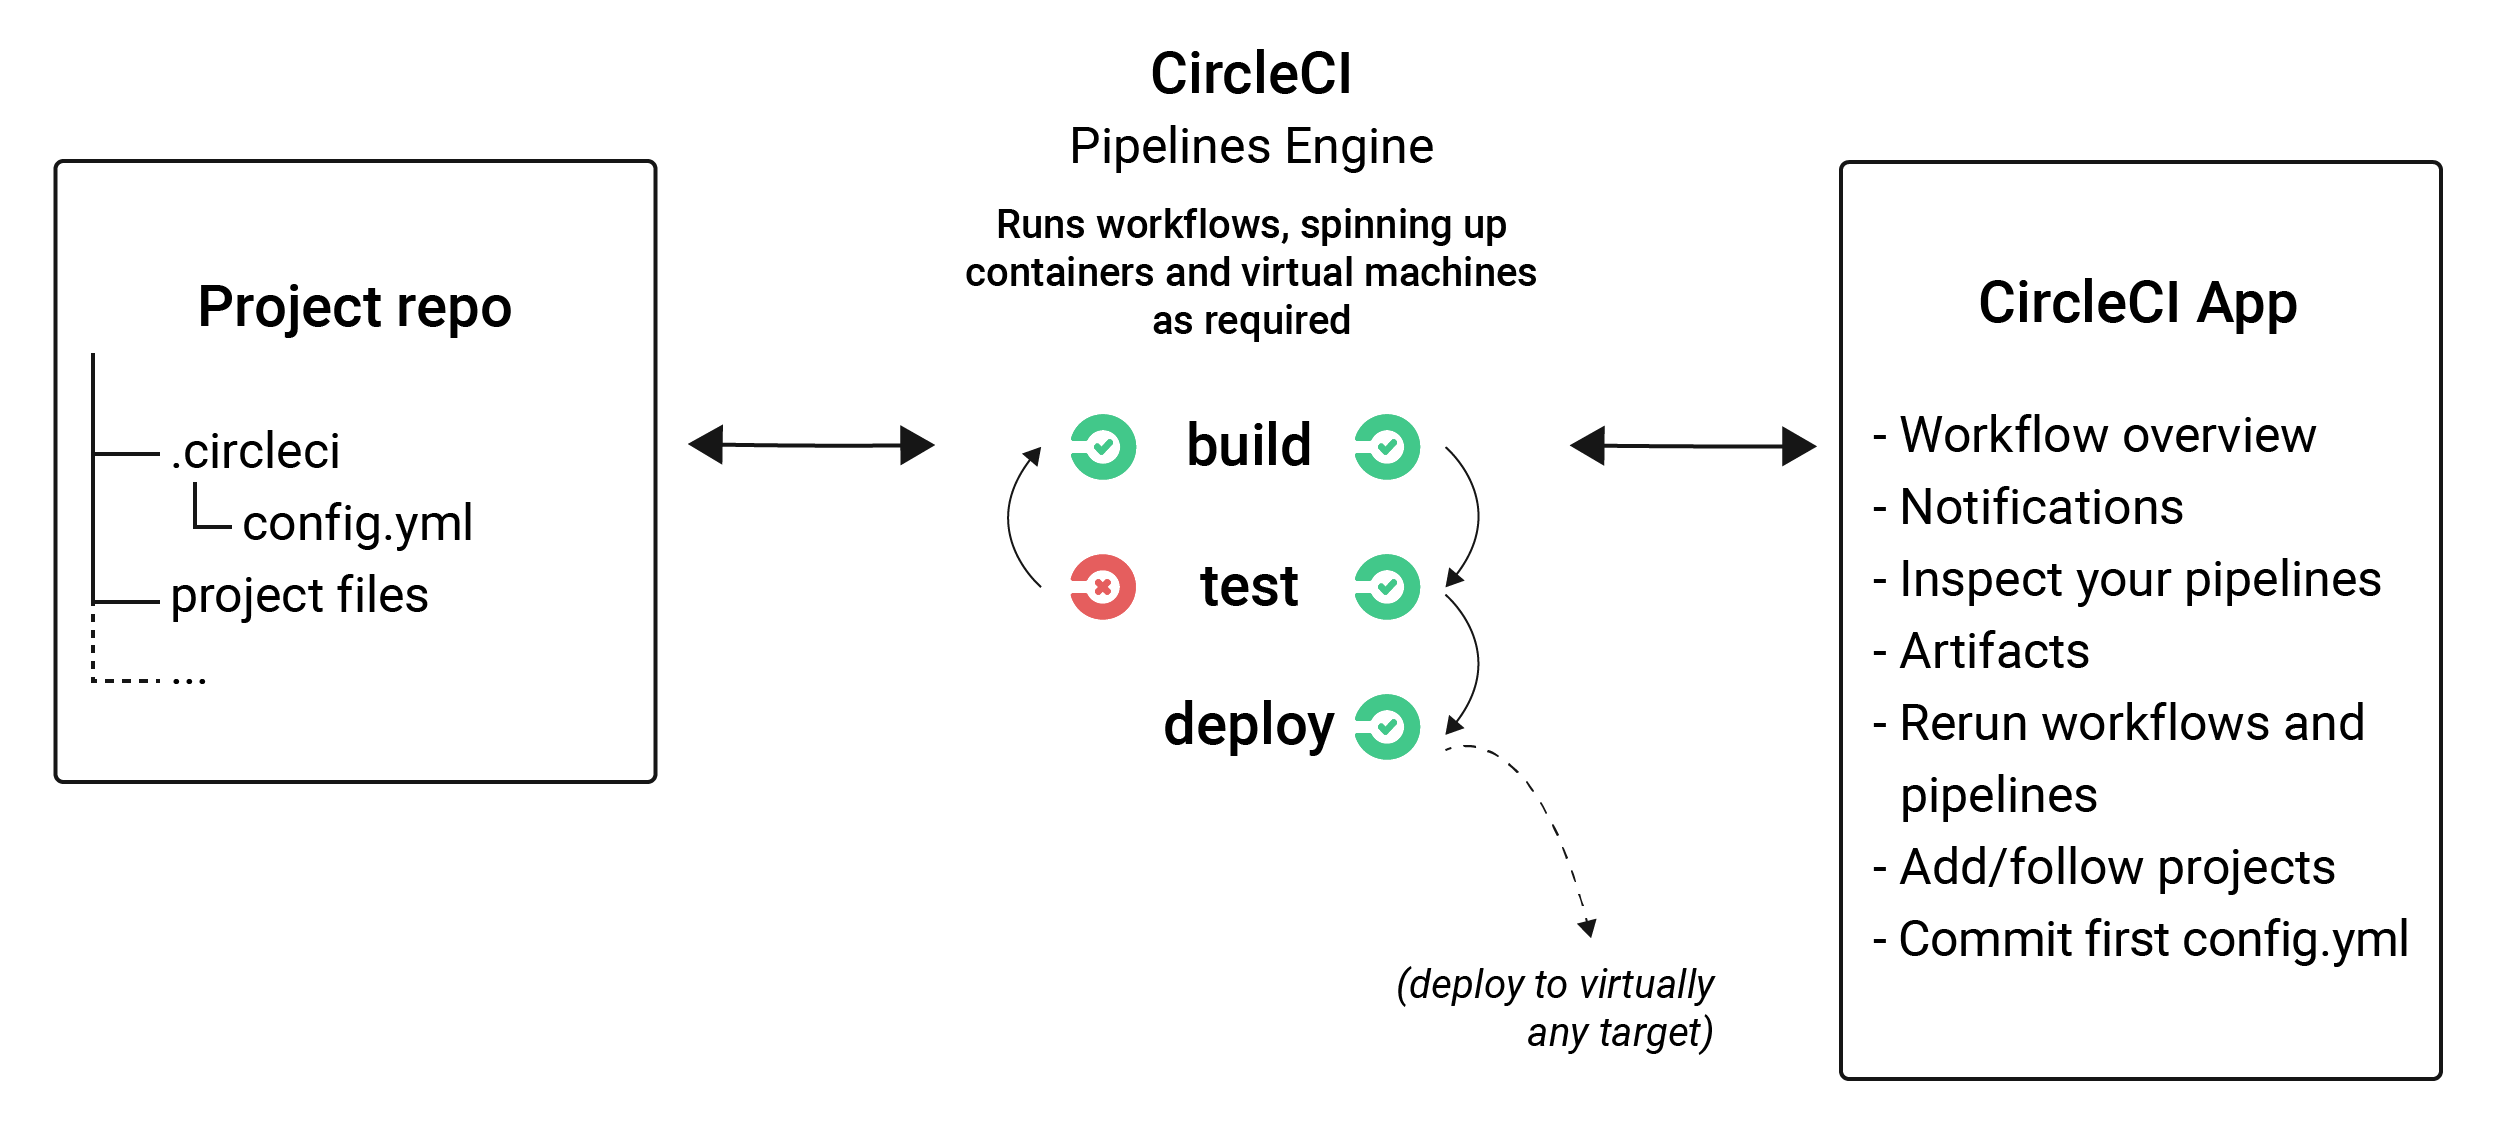 CircleCI
Pipelines Engine
Runs workflows, spinning up
containers and virtual machines
as required
Project repo
.circleci
config.yml
project files
...
build
test
deploy
(deploy to virtually
any target)
CircleCI App
- Workflow overview
- Notifications
- Inspect your pipelines
- Artifacts
- Rerun workflows and
pipelines
- Add/follow projects
- Commit first config.yml